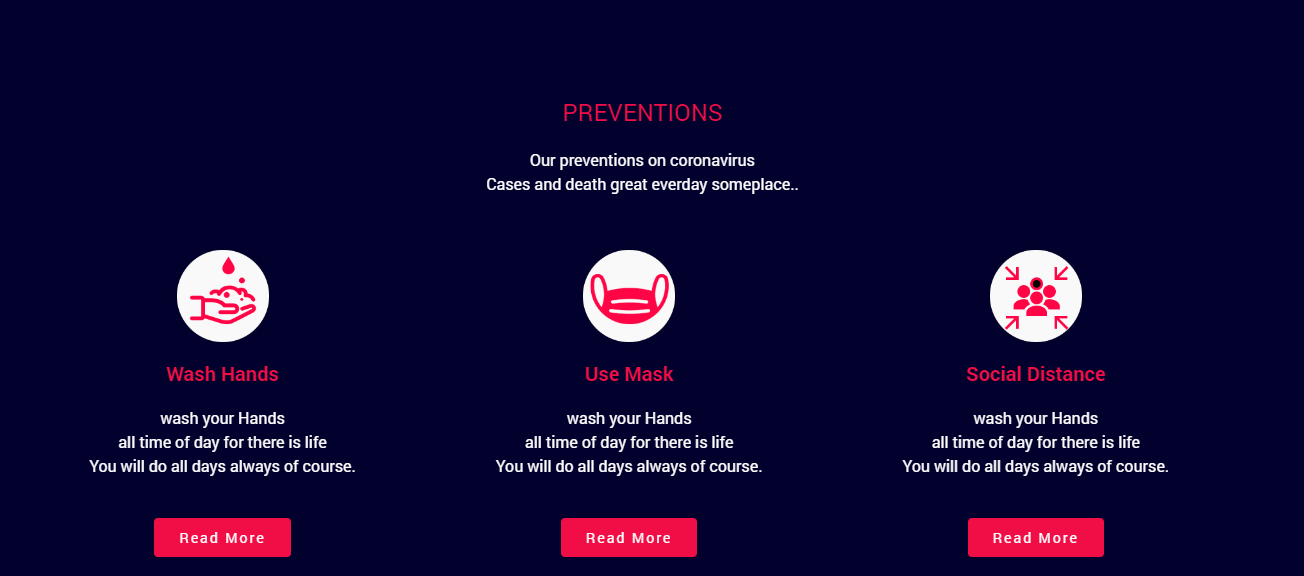 PREVENTIONS
Our preventions on coronavirus
Cases and death great everday someplace..
Wash Hands
wash your Hands
all time of day for there is life
You will do all days always of course.
Read More
Use Mask
wash your Hands
all time of day for there is life
You will do all days always of course.
Read More
Social Distance
wash your Hands
all time of day for there is life
You will do all days always of course.
Read More